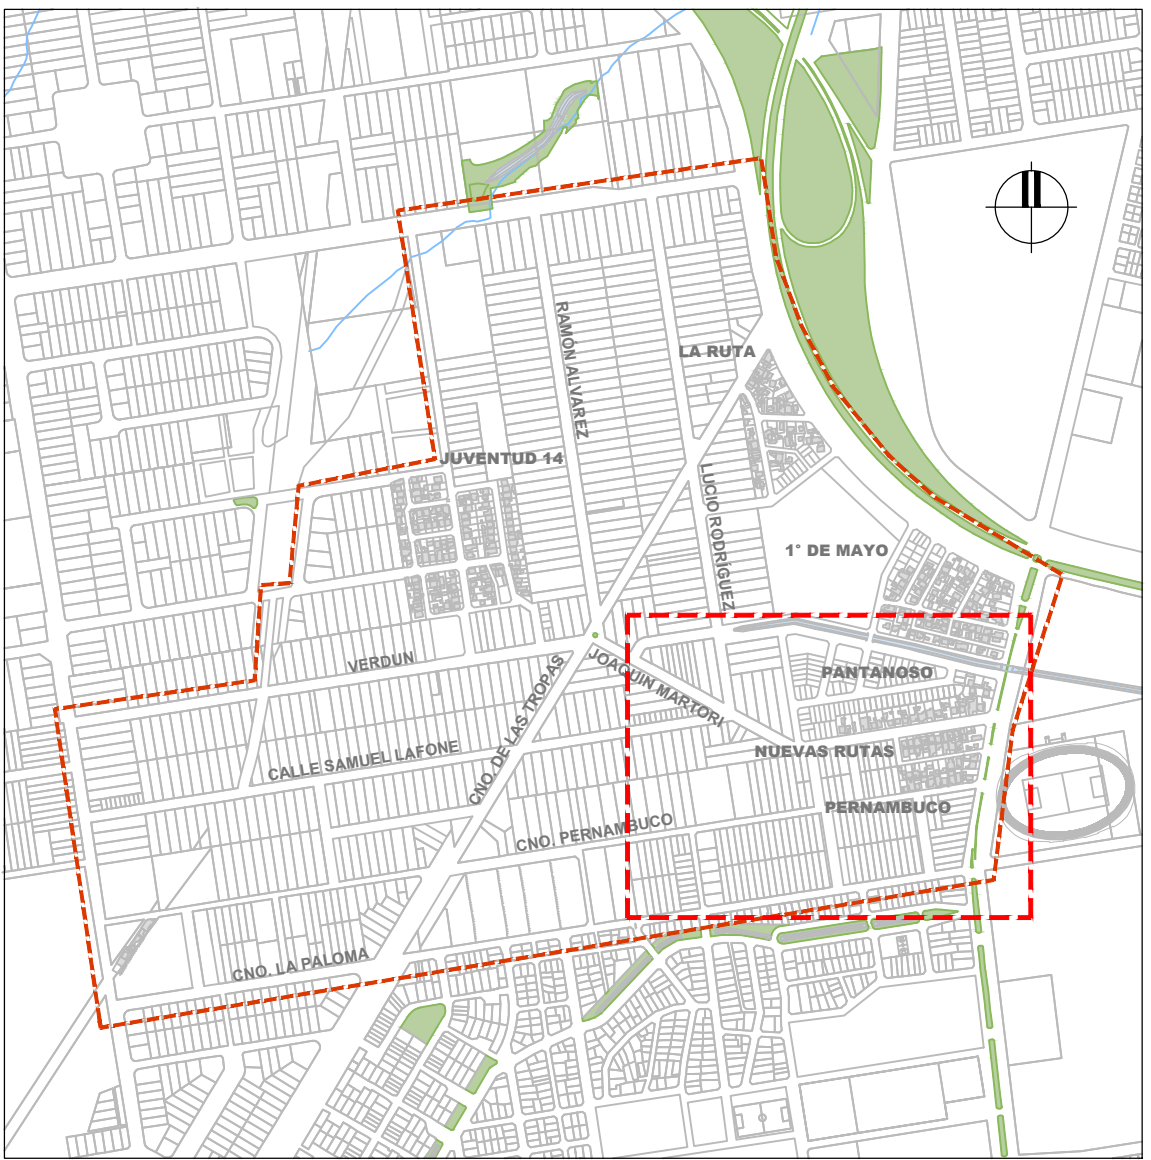 RAMÓN ALVAREZ
LA RUTA
JUVENTUD 14
LUCIO RODRÍGUEZ
1° DE MAYO
VERDUN
JOAQUIN MARTORI
PANTANOSO
CNO. DE LAS TROPAS
CALLE SAMUEL LAFONE
NUEVAS RUTAS
PERNAMBUCO
CNO. PERNAMBUCO
CNO. LA PALOMA